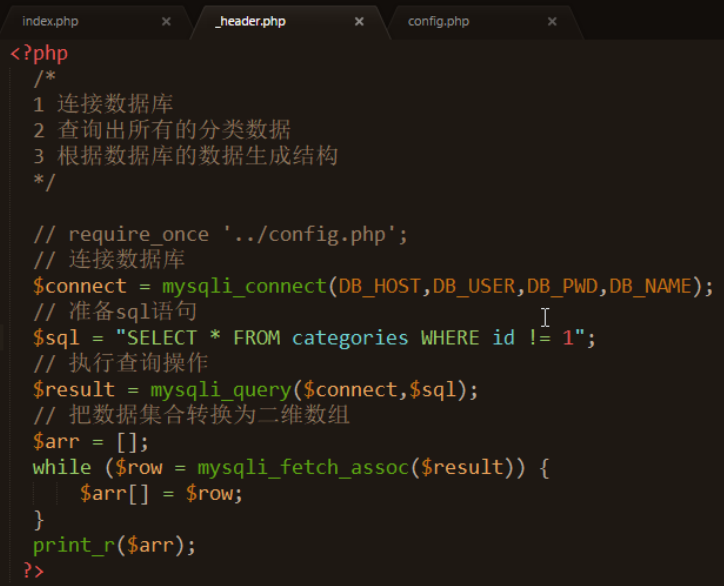 index.php × _header.php × config.php ×
<?php
/*
1 连接数据库
2 查询出所有的分类数据
3 根据数据库的数据生成结构
*/
// require_once '../config.php';
// 连接数据库
$connect = mysqli_connect(DB_HOST,DB_USER,DB_PWD,DB_NAME);
// 准备sql语句
$sql = "SELECT * FROM categories WHERE id != 1";
// 执行查询操作
$result = mysqli_query($connect,$sql);
// 把数据集合转换为二维数组
$arr = [];
while ($row = mysqli_fetch_assoc($result)) {
$arr[] = $row;
}
print_r($arr);
?>